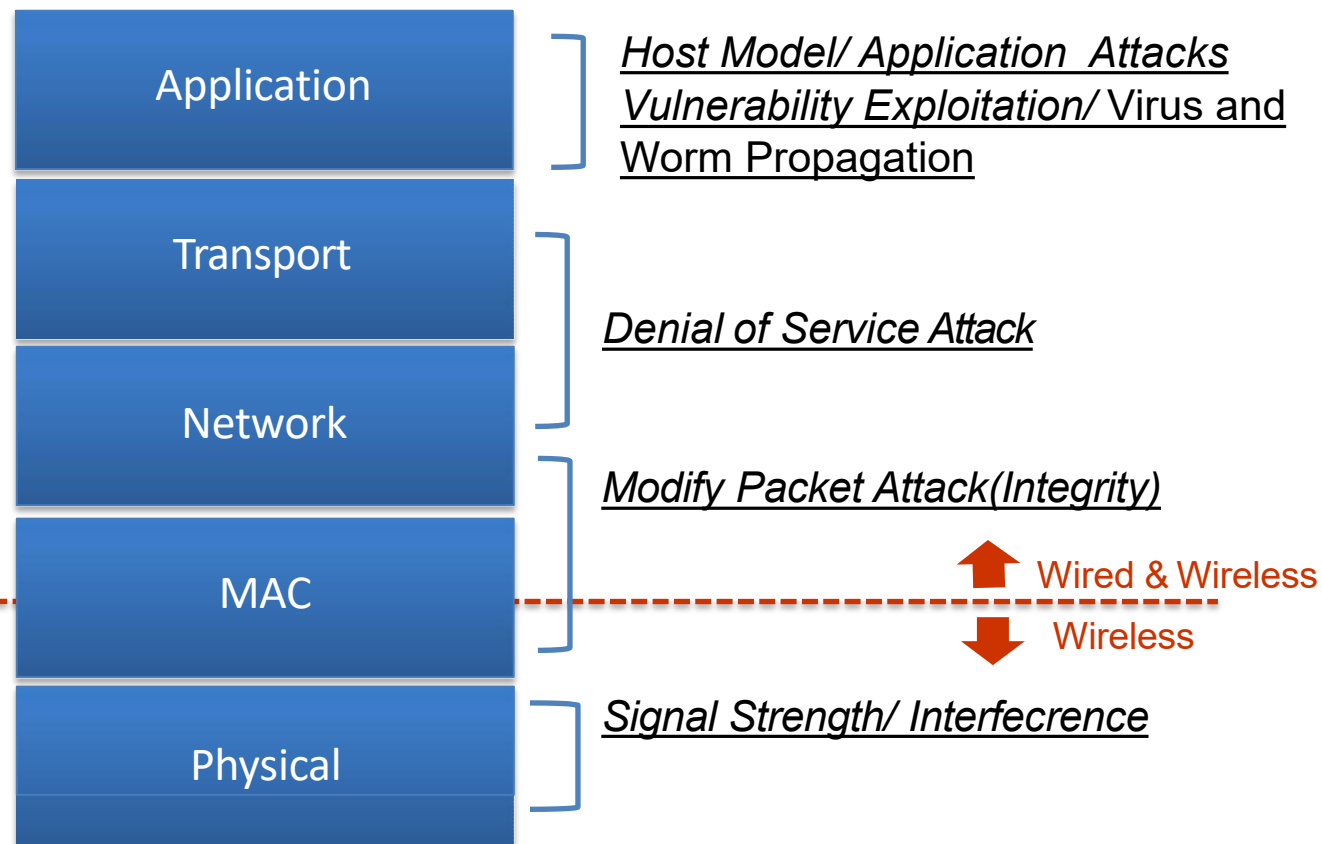 Application
Host Model/ Application Attacks
Vulnerability Exploitation/ Virus and
Worm Propagation
Transport
Denial of Service Attack
Network
Modify Packet Attack(Integrity)
MAC
Wired & Wireless
Wireless
Signal Strength/ Interfecrence
Physical